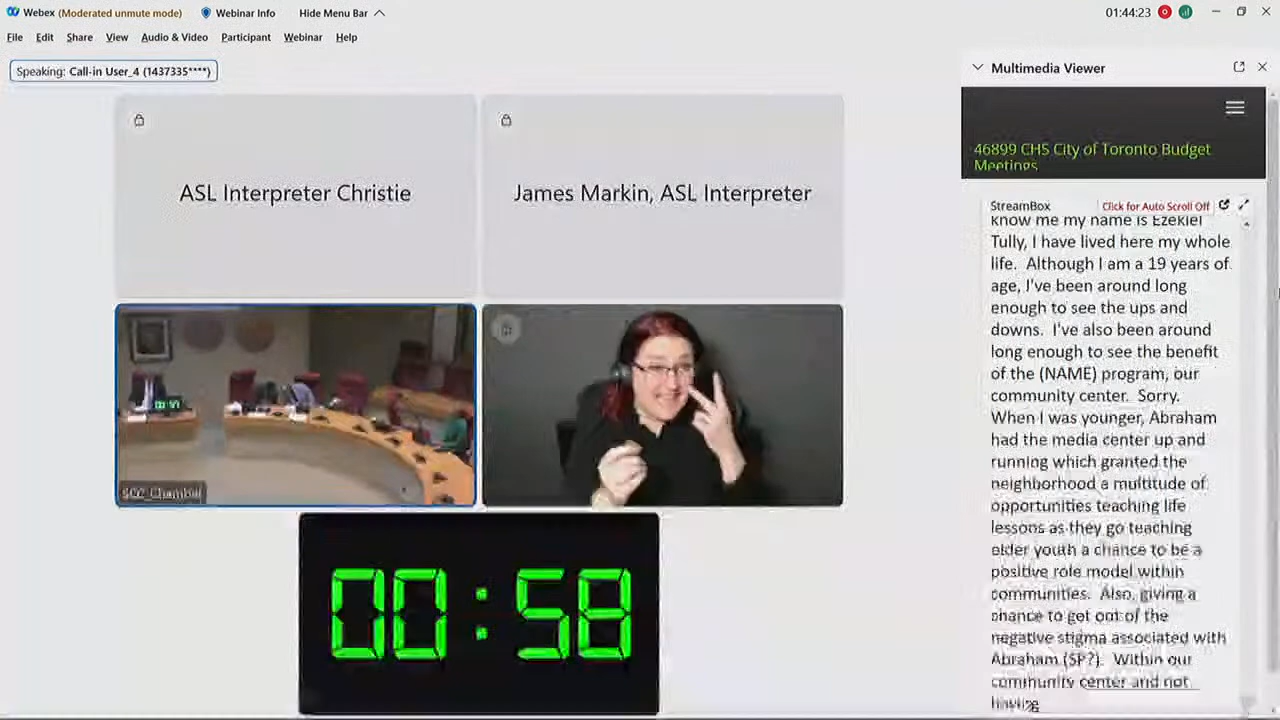 Webex (Moderated unmute mode) Webinar Info Hide Menu Bar 01:44:23
File Edit Share View Audio & Video Participant Webinar Help
Speaking: Call-in User_4 (1437335****)
ASL Interpreter Christie
James Markin, ASL Interpreter
00:57
00:58
Multimedia Viewer
46899 CHS City of Toronto Budget
Meetings
StreamBox Click for Auto Scroll Off
know me my name is Ezekiel
Tully, I have lived here my whole
life. Although I am a 19 years of
age, I've been around long
enough to see the ups and
downs. I've also been around
long enough to see the benefit
of the (NAME) program, our
community center. Sorry.
When I was younger, Abraham
had the media center up and
running which granted the
neighborhood a multitude of
opportunities teaching life
lessons as they go teaching
older youth a chance to be a
positive role model within
communities. Also, giving a
chance to get out of the
negative stigma associated with
Abraham (SP?). Within our
community center and not
having